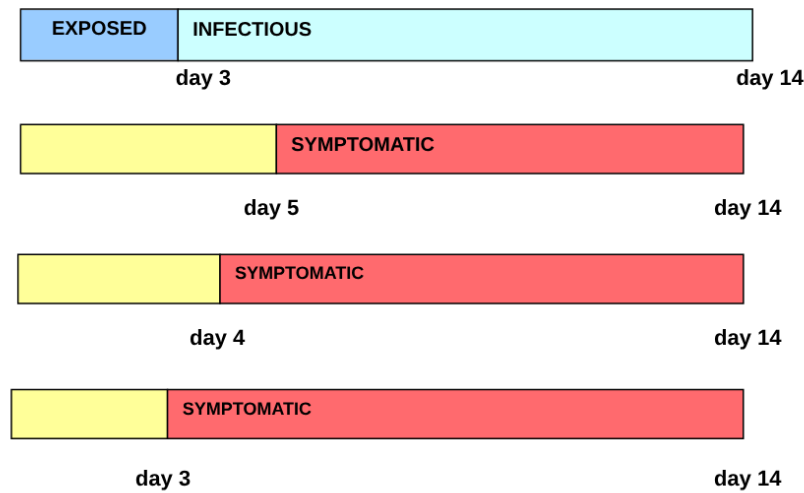 EXPOSED INFECTIOUS
day 3 day 14
SYMPTOMATIC
day 5 day 14
SYMPTOMATIC
day 4 day 14
SYMPTOMATIC
day 3 day 14